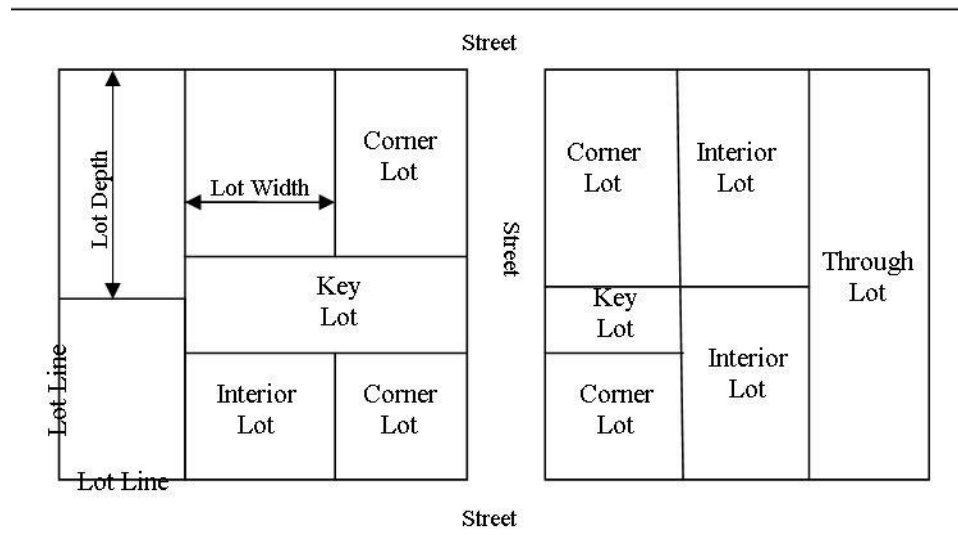 Street
Corner
Lot
Lot Depth
Lot Width
Key
Lot
Lot Line
Interior
Lot
Corner
Lot
Lot Line
Street
Corner
Lot
Interior
Lot
Through
Lot
Key
Lot
Interior
Lot
Corner
Lot
Street